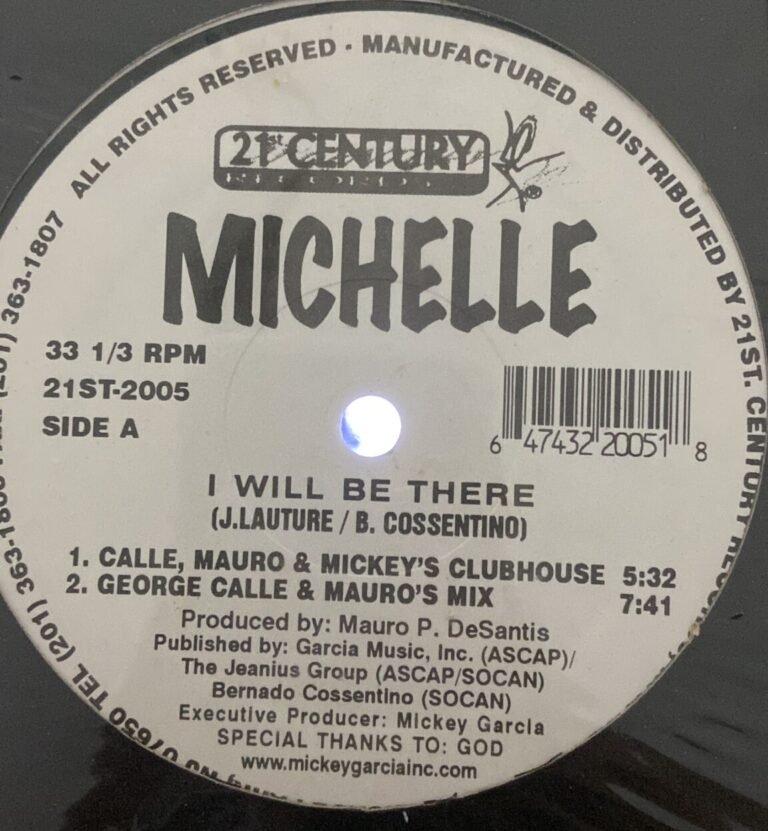 ALL RIGHTS RESERVED · MANUFACTURED & DISTRIBUTED BY 21ST. CENTURY
21st CENTURY
RECORDS
MICHELLE
33 1/3 RPM
21ST-2005
SIDE A
6 47432 20051 8
I WILL BE THERE
(J.LAUTURE / B. COSSENTINO)
1. CALLE, MAURO & MICKEY'S CLUBHOUSE 5:32
2. GEORGE CALLE & MAURO'S MIX 7:41
Produced by: Mauro P. DeSantis
Published by: Garcia Music, Inc. (ASCAP)/
The Jeanius Group (ASCAP/SOCAN)
Bernado Cossentino (SOCAN)
Executive Producer: Mickey Garcia
SPECIAL THANKS TO: GOD
www.mickeygarciainc.com
07650 TEL (201) 363-1807